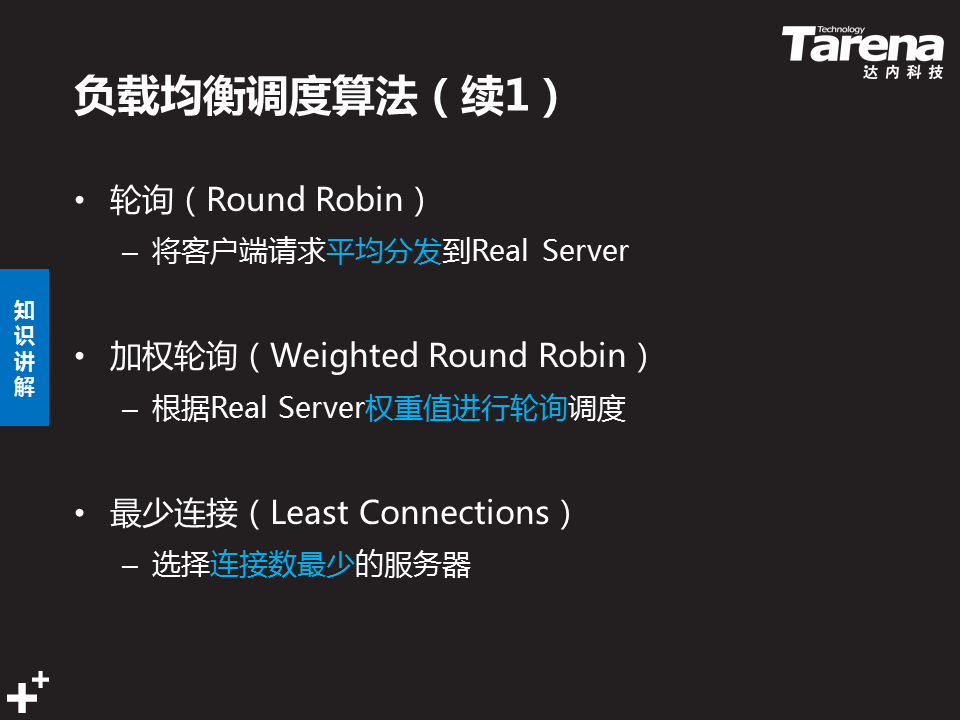 Technology
Tarena
达内科技
负载均衡调度算法（续1）
• 轮询（Round Robin）
– 将客户端请求平均分发到Real Server
知识讲解
• 加权轮询（Weighted Round Robin）
– 根据Real Server权重值进行轮询调度
• 最少连接（Least Connections）
– 选择连接数最少的服务器